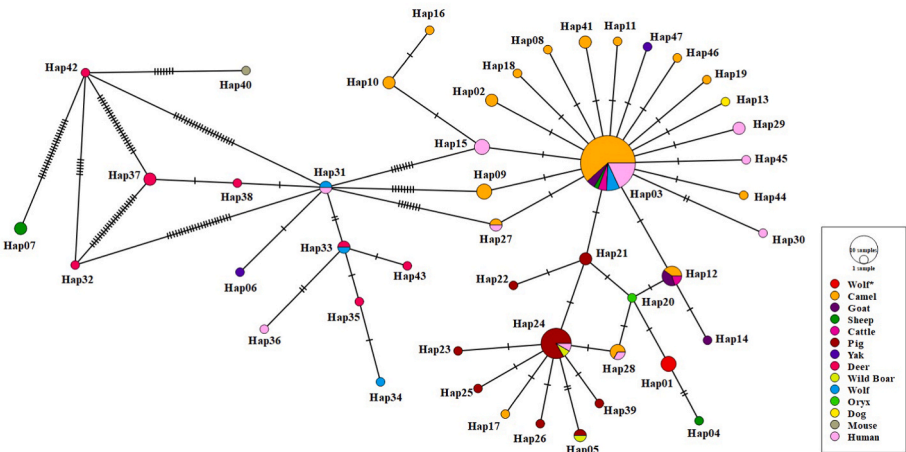 Hap16
Hap41
Hap11
Hap08
Hap47
Hap46
Hap42
Hap18
Hap40
Hap10
Hap02
Hap19
Hap13
Hap29
Hap15
Hap45
Hap37
Hap31
Hap09
Hap38
Hap03
Hap44
Hap07
Hap27
Hap30
Hap32
Hap33
Hap43
Hap21
Hap12
Hap06
Hap22
Hap20
Hap35
Hap36
Hap24
Hap14
Hap23
Hap28
Hap01
Hap34
Hap25
Hap39
Hap17
Hap26
Hap05
Hap04
10 samples
1 sample
Wolf*
Camel
Goat
Sheep
Cattle
Pig
Yak
Deer
Wild Boar
Wolf
Oryx
Dog
Mouse
Human